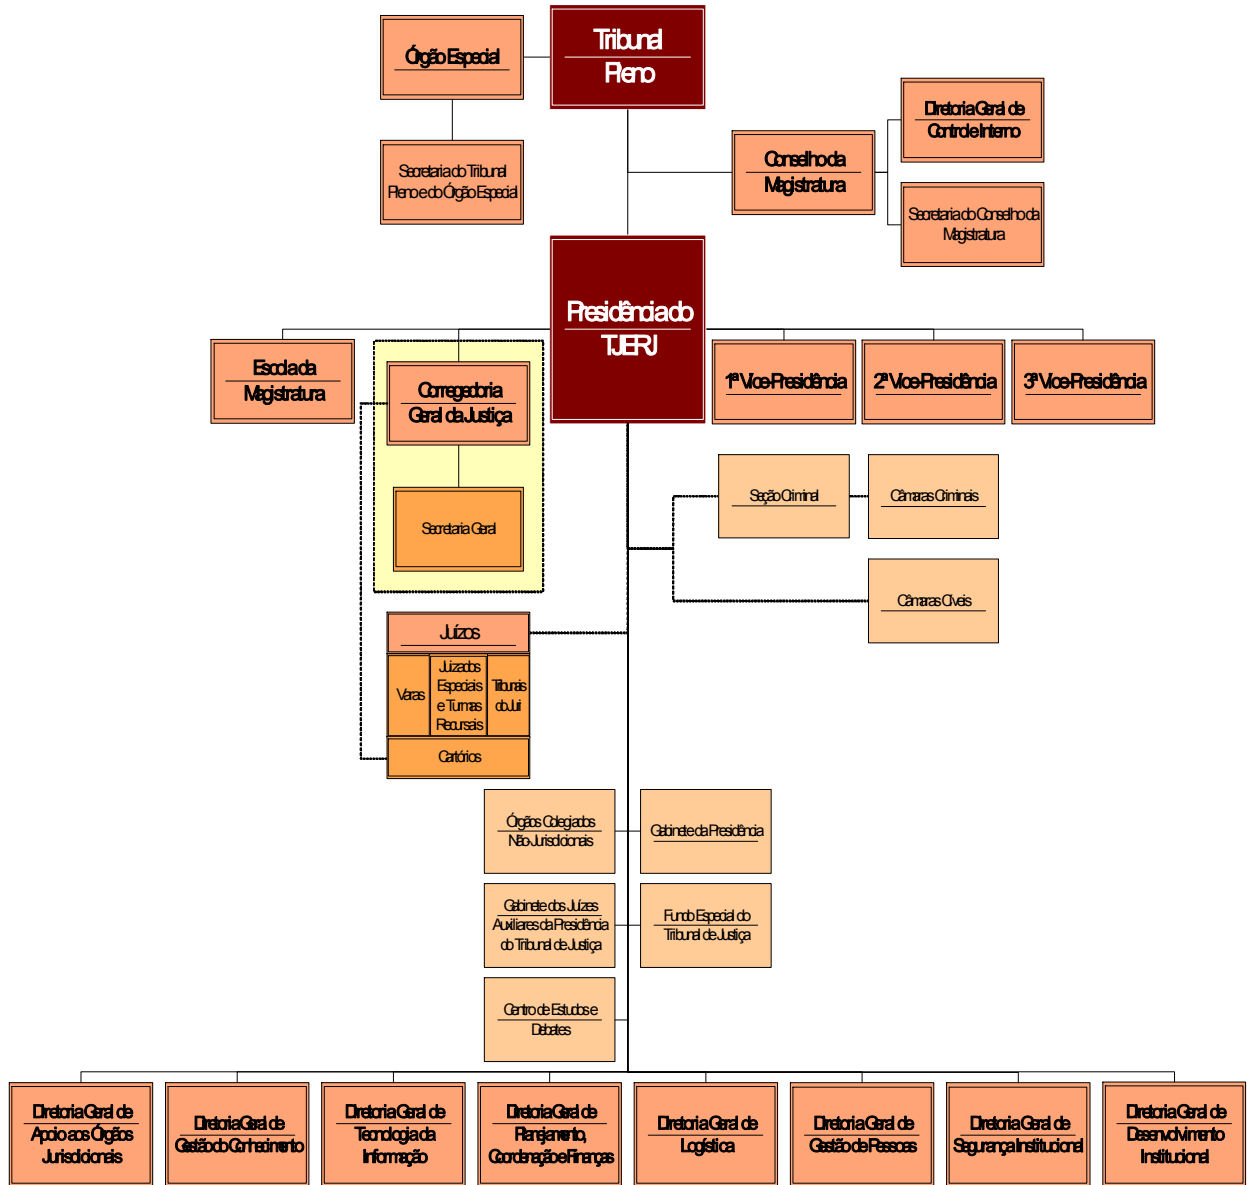 Tribunal
Pleno
Órgão Especial
Secretaria do Tribunal
Pleno e do Órgão Especial
Conselho da
Magistratura
Diretoria Geral de
Controle Interno
Secretaria do Conselho da
Magistratura
Presidência do
TJERJ
Escola da
Magistratura
Corregedoria
Geral da Justiça
Secretaria Geral
1ª Vice-Presidência
2ª Vice-Presidência
3ª Vice-Presidência
Seção Criminal
Câmaras Criminais
Câmaras Cíveis
Juízos
Varas
Juizados
Especiais
e Turmas
Recursais
Tribunais
do Juri
Cartórios
Órgãos Colegiados
Não-Jurisdicionais
Gabinete da Presidência
Gabinete dos Juízes
Auxiliares da Presidência
do Tribunal de Justiça
Fundo Especial do
Tribunal de Justiça
Centro de Estudos e
Debates
Diretoria Geral de
Apoio aos Órgãos
Jurisdicionais
Diretoria Geral de
Gestão do Conhecimento
Diretoria Geral de
Tecnologia da
Informação
Diretoria Geral de
Planejamento,
Coordenação e Finanças
Diretoria Geral de
Logística
Diretoria Geral de
Gestão de Pessoas
Diretoria Geral de
Segurança Institucional
Diretoria Geral de
Desenvolvimento
Institucional